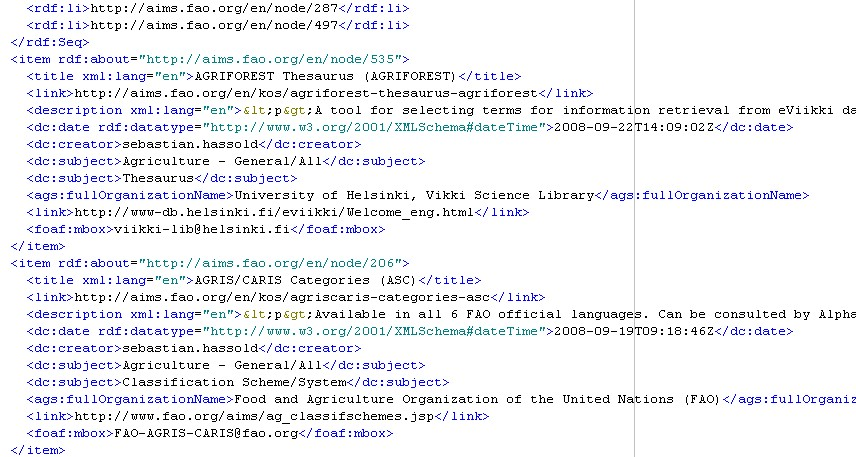 <rdf:li>http://aims.fao.org/en/node/287</rdf:li>
<rdf:li>http://aims.fao.org/en/node/497</rdf:li>
</rdf:Seq>
<item rdf:about="http://aims.fao.org/en/node/535">
<title xml:lang="en">AGRIFOREST Thesaurus (AGRIFOREST)</title>
<link>http://aims.fao.org/en/kos/agriforest-thesaurus-agriforest</link>
<description xml:lang="en">&lt;p&gt;A tool for selecting terms for information retrieval from eViikki da
<dc:date rdf:datatype="http://www.w3.org/2001/XMLSchema#dateTime">2008-09-22T14:09:02Z</dc:date>
<dc:creator>sebastian.hassold</dc:creator>
<dc:subject>Agriculture - General/All</dc:subject>
<dc:subject>Thesaurus</dc:subject>
<ags:fullOrganizationName>University of Helsinki, Vikki Science Library</ags:fullOrganizationName>
<link>http://www-db.helsinki.fi/eviikki/Welcome_eng.html</link>
<foaf:mbox>viikki-lib@helsinki.fi</foaf:mbox>
</item>
<item rdf:about="http://aims.fao.org/en/node/206">
<title xml:lang="en">AGRIS/CARIS Categories (ASC)</title>
<link>http://aims.fao.org/en/kos/agriscaris-categories-asc</link>
<description xml:lang="en">&lt;p&gt;Available in all 6 FAO official languages. Can be consulted by Alpha
<dc:date rdf:datatype="http://www.w3.org/2001/XMLSchema#dateTime">2008-09-19T09:18:46Z</dc:date>
<dc:creator>sebastian.hassold</dc:creator>
<dc:subject>Agriculture - General/All</dc:subject>
<dc:subject>Classification Scheme/System</dc:subject>
<ags:fullOrganizationName>Food and Agriculture Organization of the United Nations (FAO)</ags:fullOrganiz
<link>http://www.fao.org/aims/ag_classifschemes.jsp</link>
<foaf:mbox>FAO-AGRIS-CARIS@fao.org</foaf:mbox>
</item>